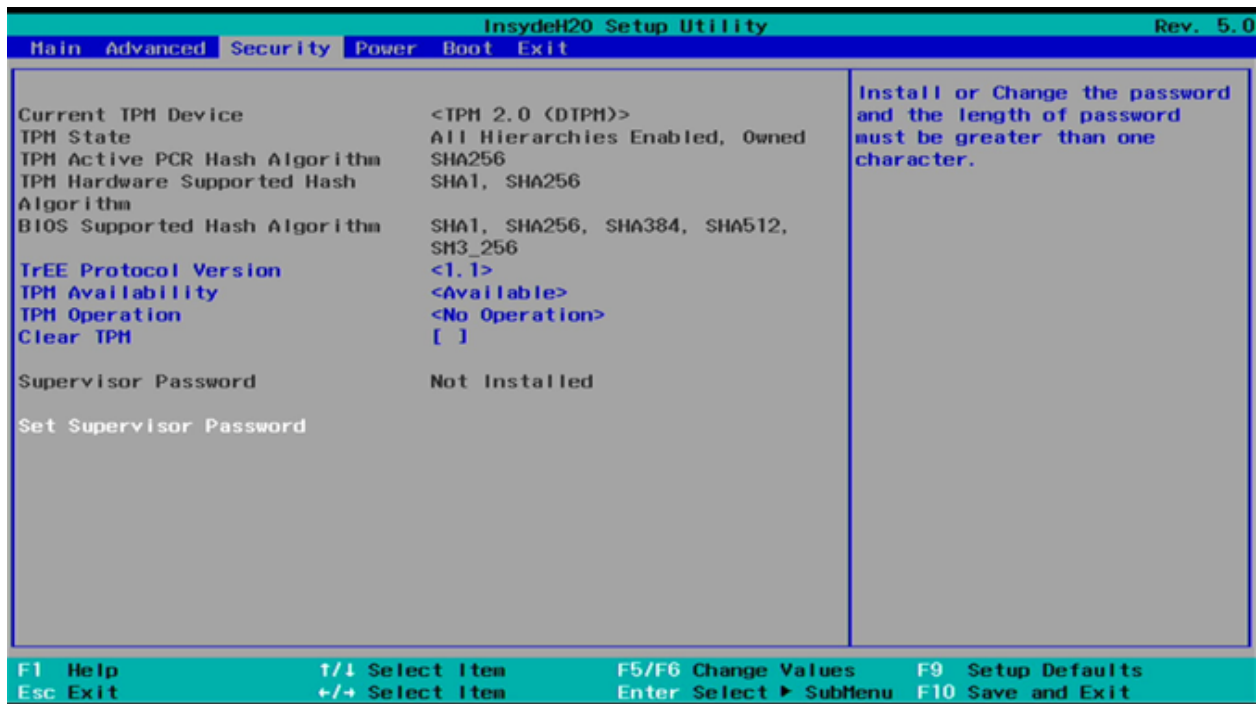 InsydeH20 Setup Utility Rev. 5.0
Main Advanced Security Power Boot Exit
Current TPM Device <TPM 2.0 (DTPM)>
TPM State All Hierarchies Enabled, Owned
TPM Active PCR Hash Algorithm SHA256
TPM Hardware Supported Hash SHA1, SHA256
Algorithm
BIOS Supported Hash Algorithm SHA1, SHA256, SHA384, SHA512,
SM3_256
TrEE Protocol Version <1.1>
TPM Availability <Available>
TPM Operation <No Operation>
Clear TPM [ ]
Supervisor Password Not Installed
Set Supervisor Password
Install or Change the password
and the length of password
must be greater than one
character.
F1 Help ↑/↓ Select Item F5/F6 Change Values F9 Setup Defaults
Esc Exit ←/→ Select Item Enter Select ▶ SubMenu F10 Save and Exit